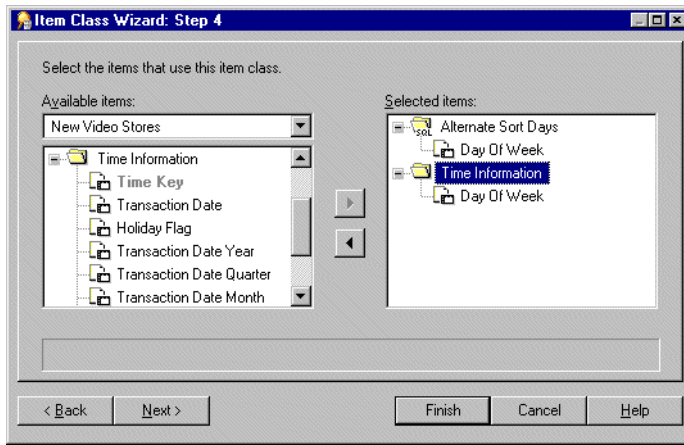 Item Class Wizard: Step 4
Select the items that use this item class.
Available items:
New Video Stores
Time Information
Time Key
Transaction Date
Holiday Flag
Transaction Date Year
Transaction Date Quarter
Transaction Date Month
Selected items:
SQL Alternate Sort Days
Day Of Week
Time Information
Day Of Week
< Back
Next >
Finish
Cancel
Help